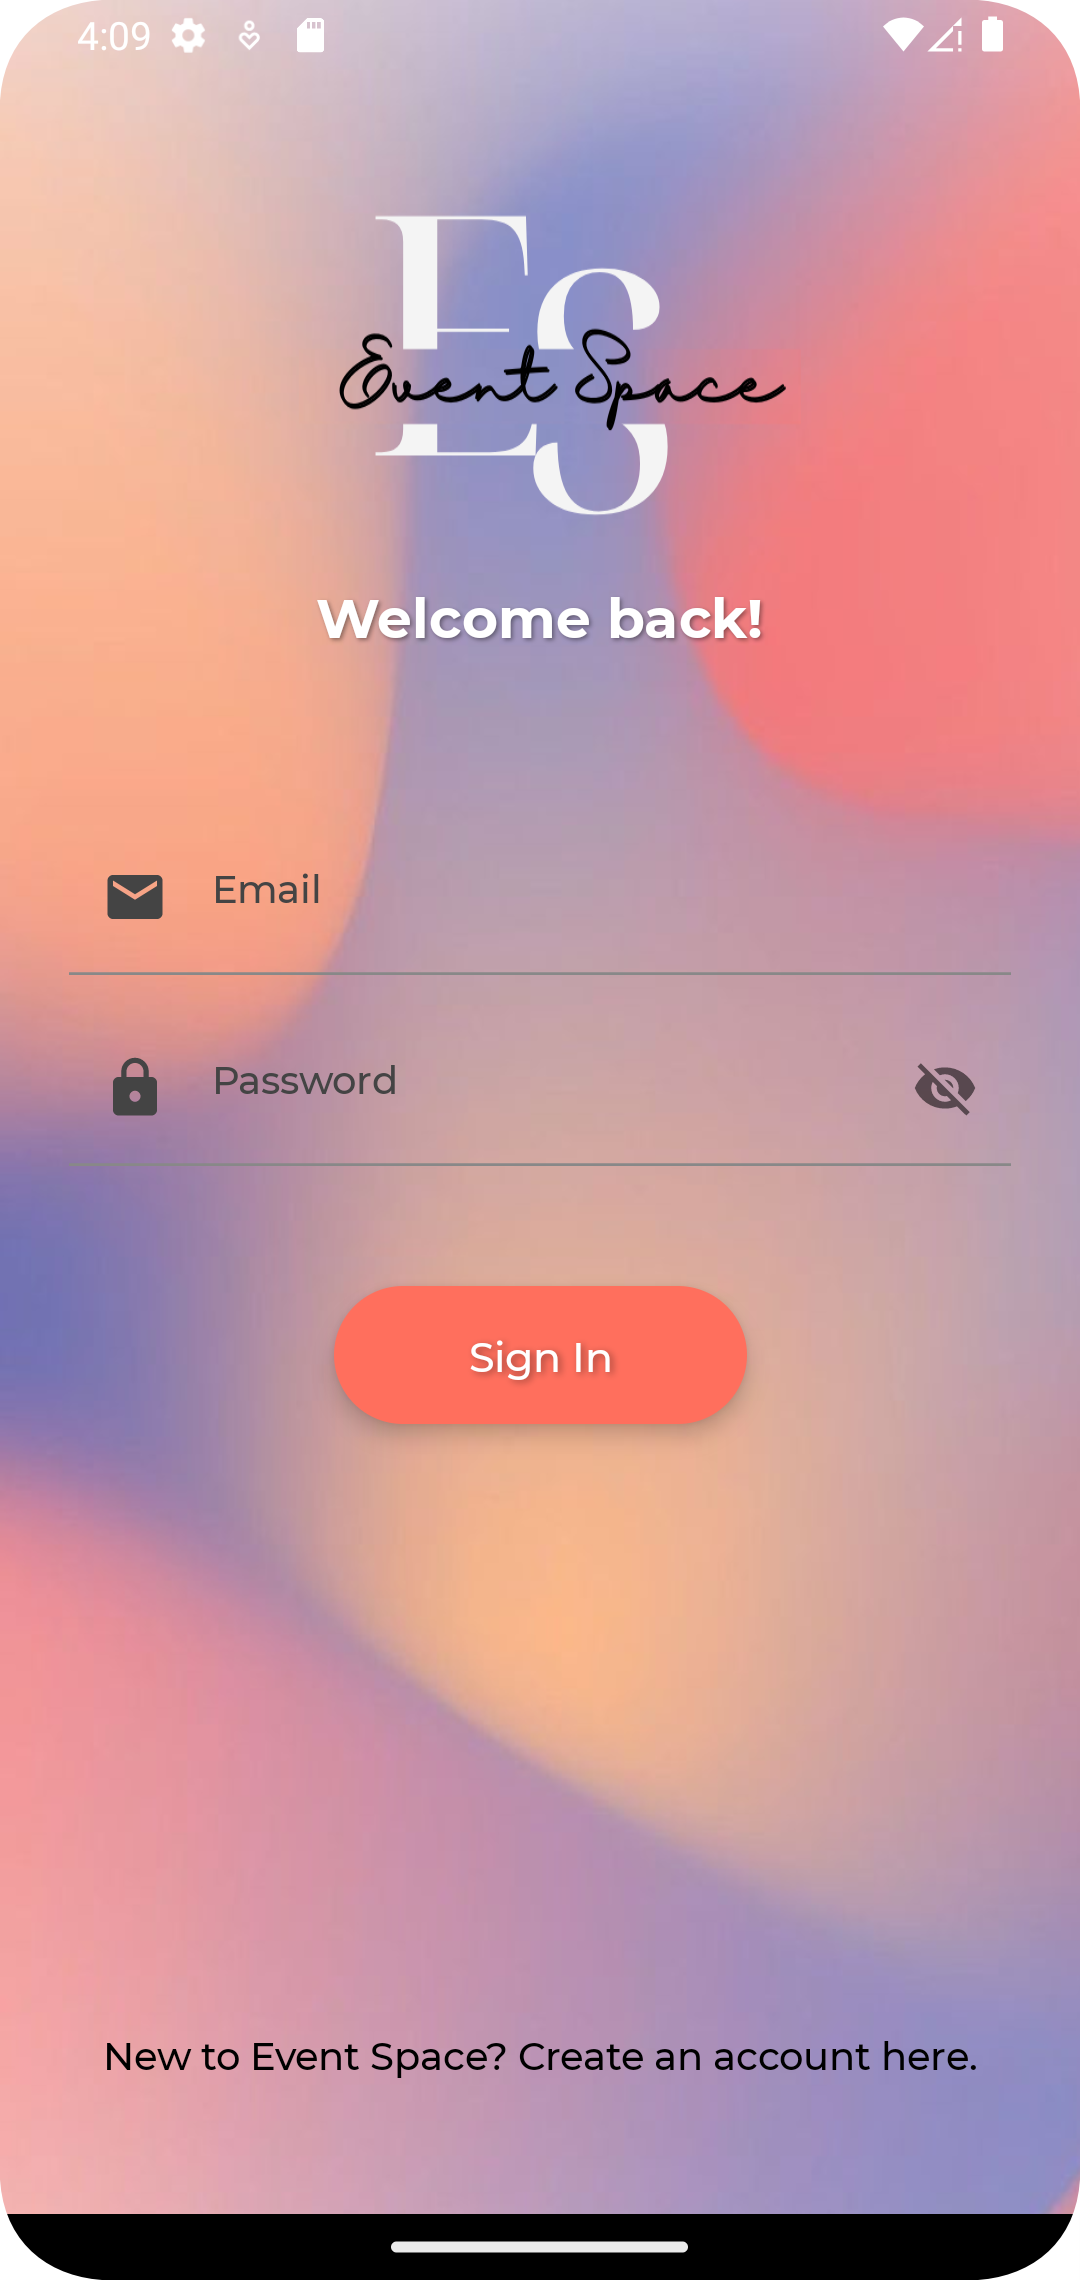 4:09
ES
Event Space
Welcome back!
Email
Password
Sign In
New to Event Space? Create an account here.